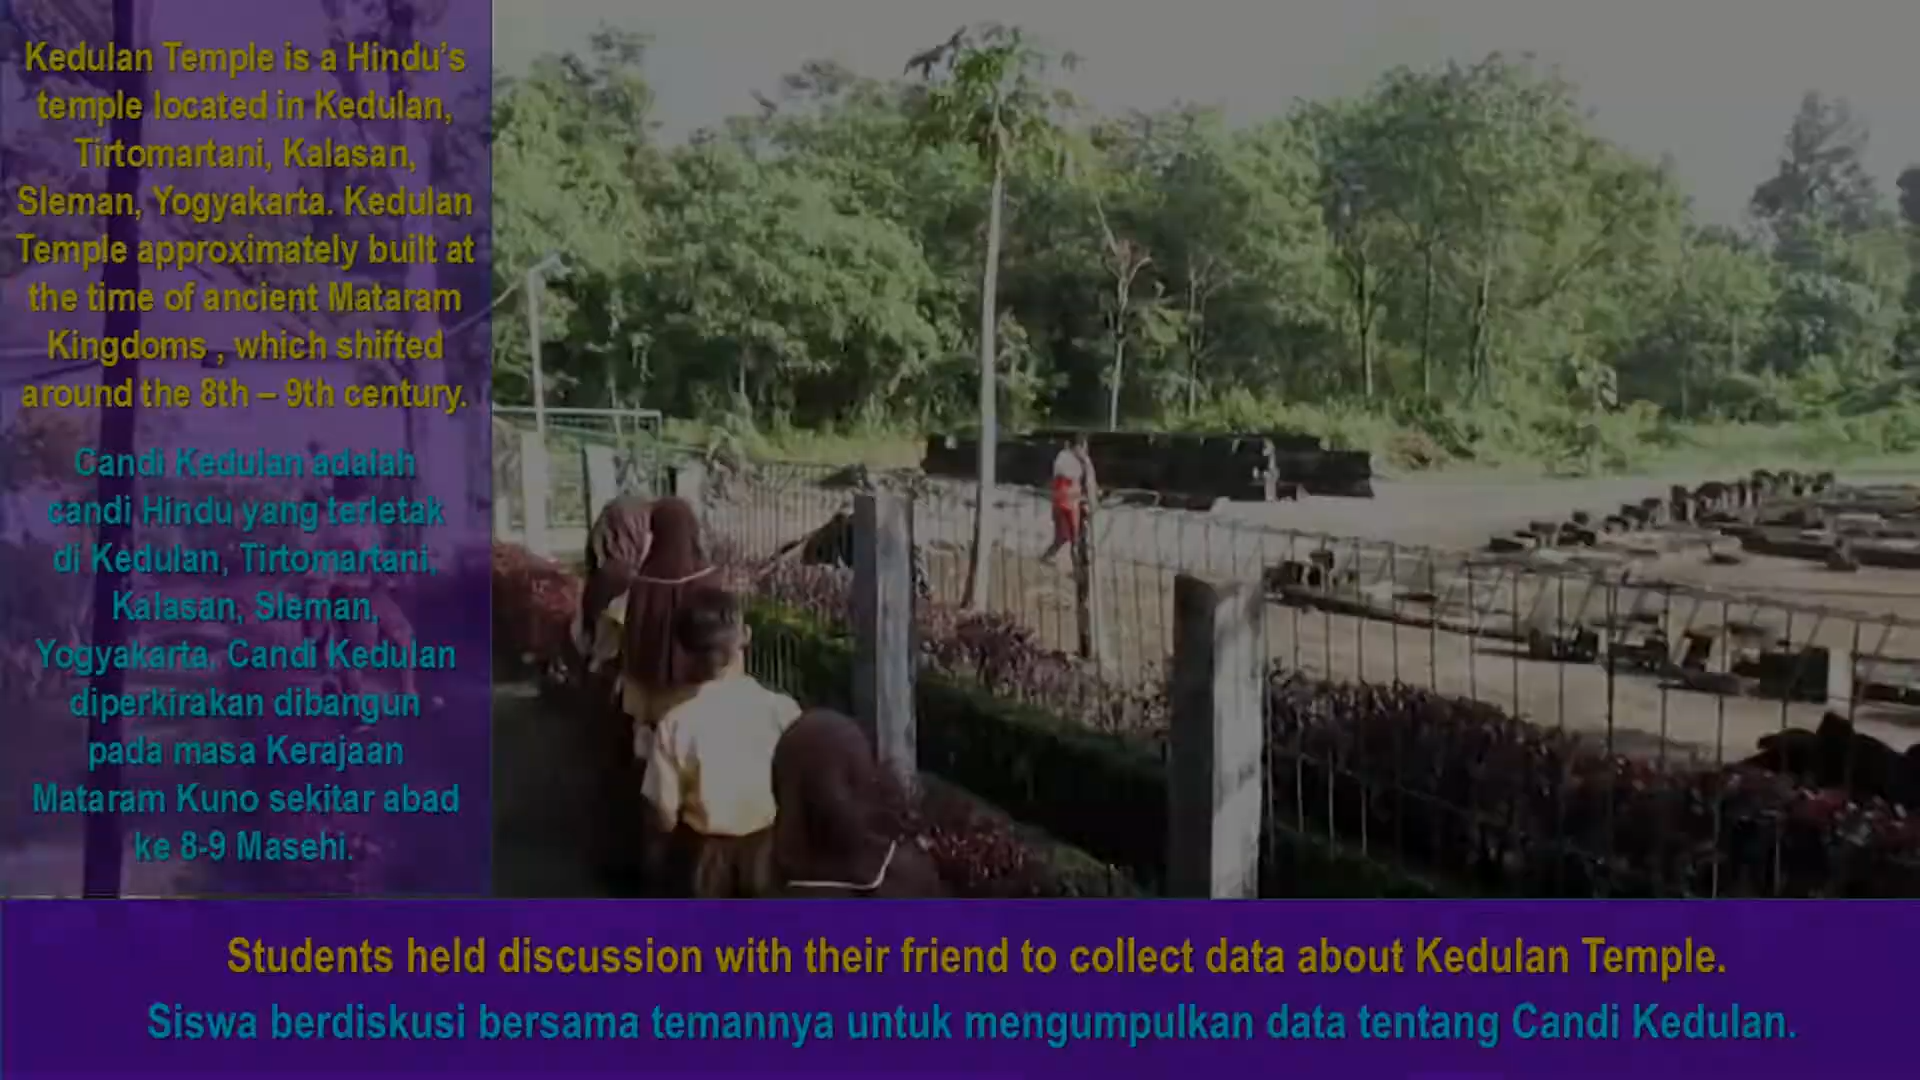 Kedulan Temple is a Hindu's
temple located in Kedulan,
Tirtomartani, Kalasan,
Sleman, Yogyakarta. Kedulan
Temple approximately built at
the time of ancient Mataram
Kingdoms , which shifted
around the 8th – 9th century.
Candi Kedulan adalah
candi Hindu yang terletak
di Kedulan, Tirtomartani,
Kalasan, Sleman,
Yogyakarta. Candi Kedulan
diperkirakan dibangun
pada masa Kerajaan
Mataram Kuno sekitar abad
ke 8-9 Masehi.
Students held discussion with their friend to collect data about Kedulan Temple.
Siswa berdiskusi bersama temannya untuk mengumpulkan data tentang Candi Kedulan.